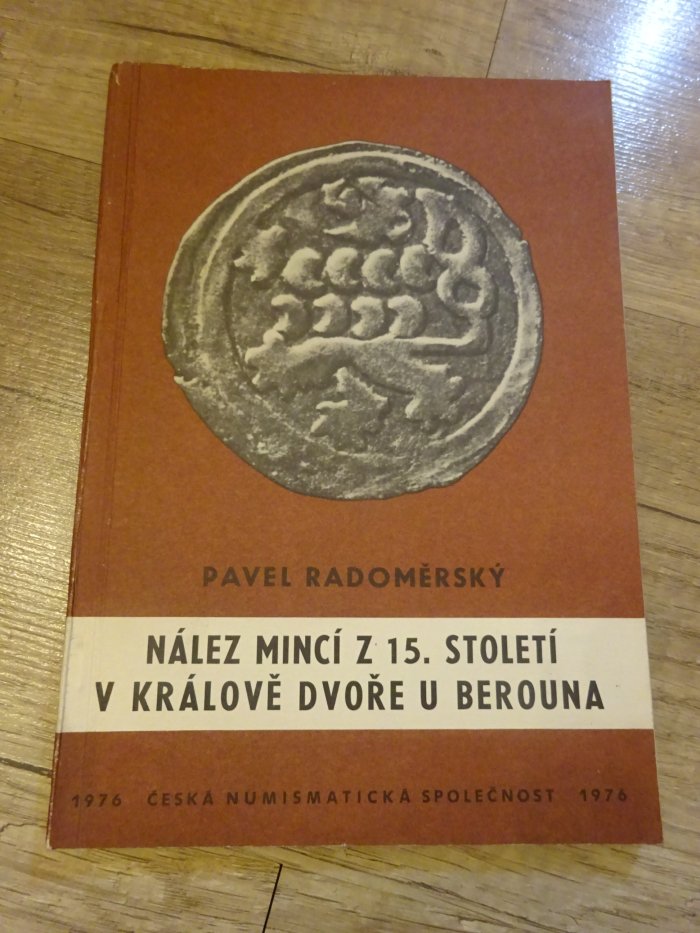 PAVEL RADOMĚRSKÝ
NÁLEZ MINCÍ Z 15. STOLETÍ
V KRÁLOVĚ DVOŘE U BEROUNA
1976 ČESKÁ NUMISMATICKÁ SPOLEČNOST 1976